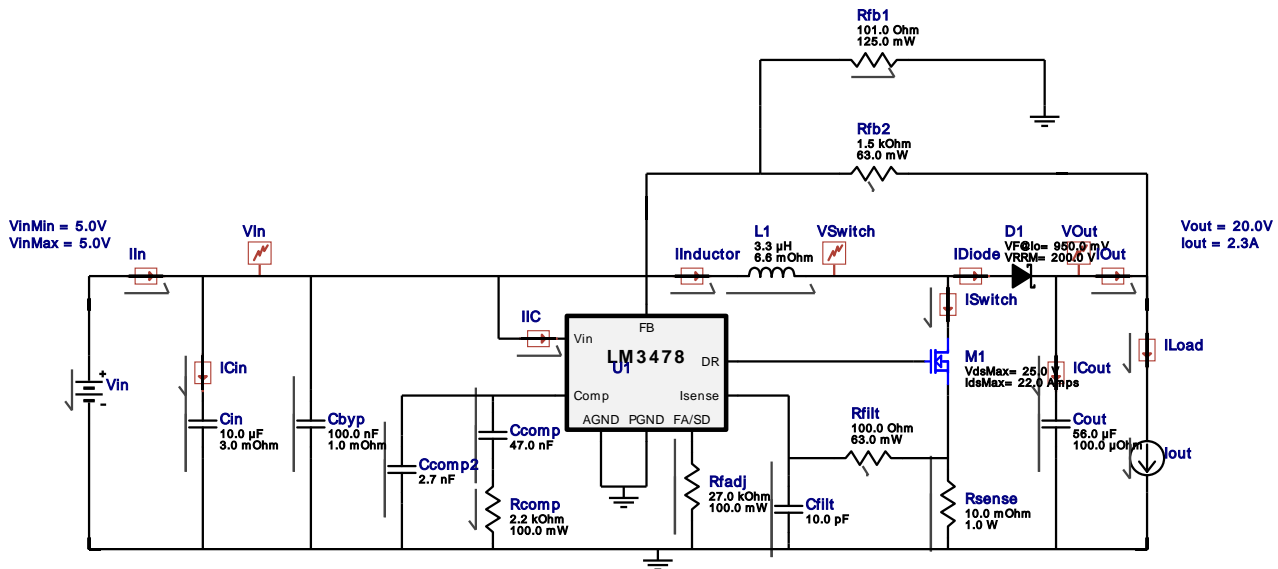 Rfb1
101.0 Ohm
125.0 mW
Rfb2
1.5 kOhm
63.0 mW
VinMin = 5.0V
VinMax = 5.0V
Vout = 20.0V
Iout = 2.3A
IIn
VIn
IInductor
L1
3.3 µH
6.6 mOhm
VSwitch
IDiode
D1
VF@Io= 950.0 mV
VRRM= 200.0 V
VOut
IOut
ISwitch
IIC
Vin
FB
LM3478
U1
DR
Comp
Isense
AGND
PGND
FA/SD
M1
VdsMax= 25.0 V
IdsMax= 22.0 Amps
ILoad
ICout
ICin
+
Vin
-
Cin
10.0 µF
3.0 mOhm
Cbyp
100.0 nF
1.0 mOhm
Ccomp
47.0 nF
Ccomp2
2.7 nF
Rcomp
2.2 kOhm
100.0 mW
Rfadj
27.0 kOhm
100.0 mW
Rfilt
100.0 Ohm
63.0 mW
Cfilt
10.0 pF
Rsense
10.0 mOhm
1.0 W
Cout
56.0 µF
100.0 µOhm
Iout